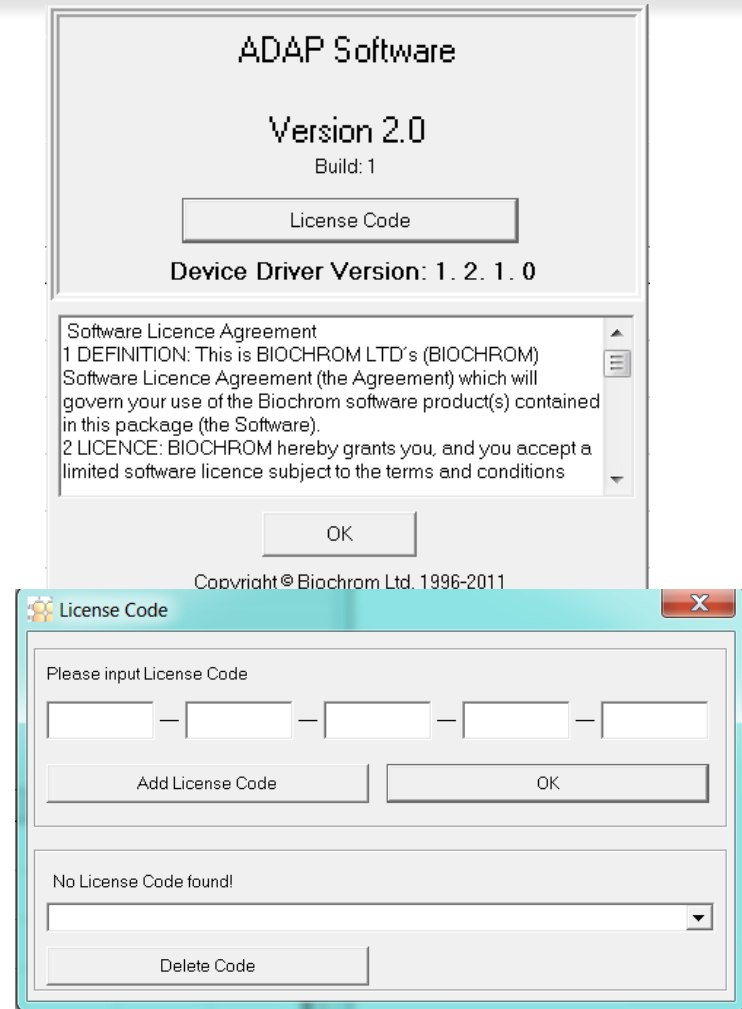 ADAP Software
Version 2.0
Build: 1
License Code
Device Driver Version: 1. 2. 1. 0
Software Licence Agreement
1 DEFINITION: This is BIOCHROM LTD´s (BIOCHROM)
Software Licence Agreement (the Agreement) which will
govern your use of the Biochrom software product(s) contained
in this package (the Software).
2 LICENCE: BIOCHROM hereby grants you, and you accept a
limited software licence subject to the terms and conditions
OK
Copyright © Biochrom Ltd. 1996-2011
License Code
Please input License Code
— — — —
Add License Code OK
No License Code found!
Delete Code